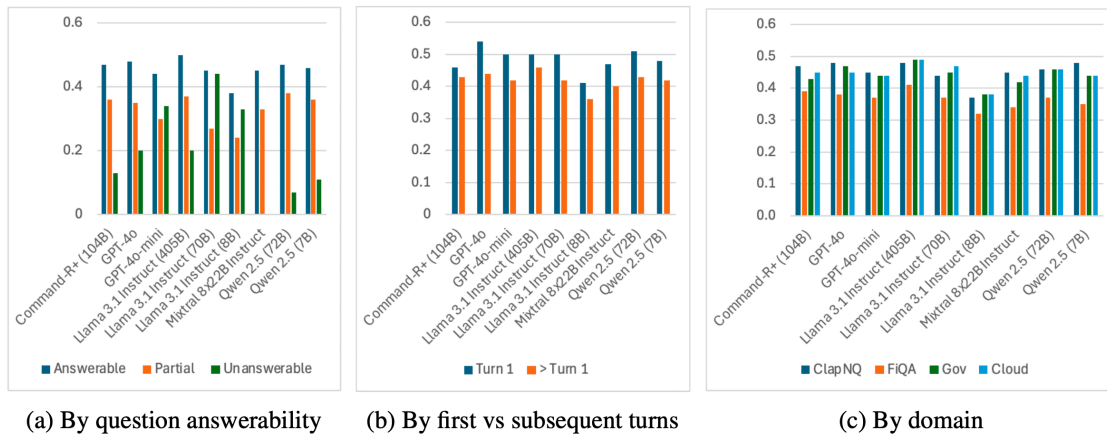 0.6
0.4
0.2
0
Command-R+ (104B)
GPT-4o
GPT-4o-mini
Llama 3.1 Instruct (405B)
Llama 3.1 Instruct (70B)
Llama 3.1 Instruct (8B)
Mixtral 8x22B Instruct
Qwen 2.5 (72B)
Qwen 2.5 (7B)
Answerable Partial Unanswerable
(a) By question answerability
0.6
0.5
0.4
0.3
0.2
0.1
0
Command-R+ (104B)
GPT-4o
GPT-4o-mini
Llama 3.1 Instruct (405B)
Llama 3.1 Instruct (70B)
Llama 3.1 Instruct (8B)
Mixtral 8x22B Instruct
Qwen 2.5 (72B)
Qwen 2.5 (7B)
Turn 1 > Turn 1
(b) By first vs subsequent turns
0.6
0.5
0.4
0.3
0.2
0.1
0.0
Command-R+ (104B)
GPT-4o
GPT-4o-mini
Llama 3.1 Instruct (405B)
Llama 3.1 Instruct (70B)
Llama 3.1 Instruct (8B)
Mixtral 8x22B Instruct
Qwen 2.5 (72B)
Qwen 2.5 (7B)
ClapNQ FiQA Gov Cloud
(c) By domain